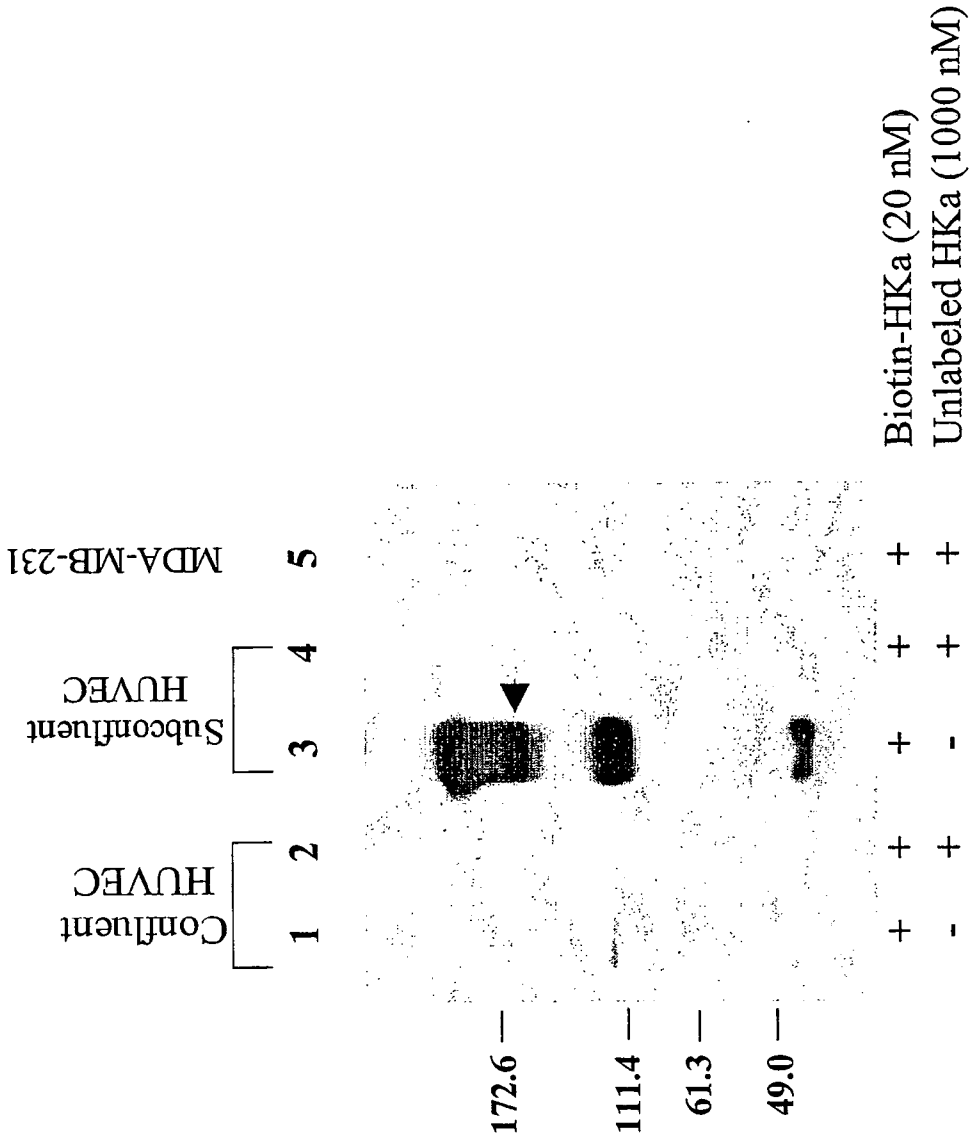 Confluent
HUVEC
Subconfluent
HUVEC
MDA-MB-231
1 2 3 4 5
172.6 —
111.4 —
61.3 —
49.0 —
+ + + + + Biotin-HKa (20 nM)
- + - + + Unlabeled HKa (1000 nM)